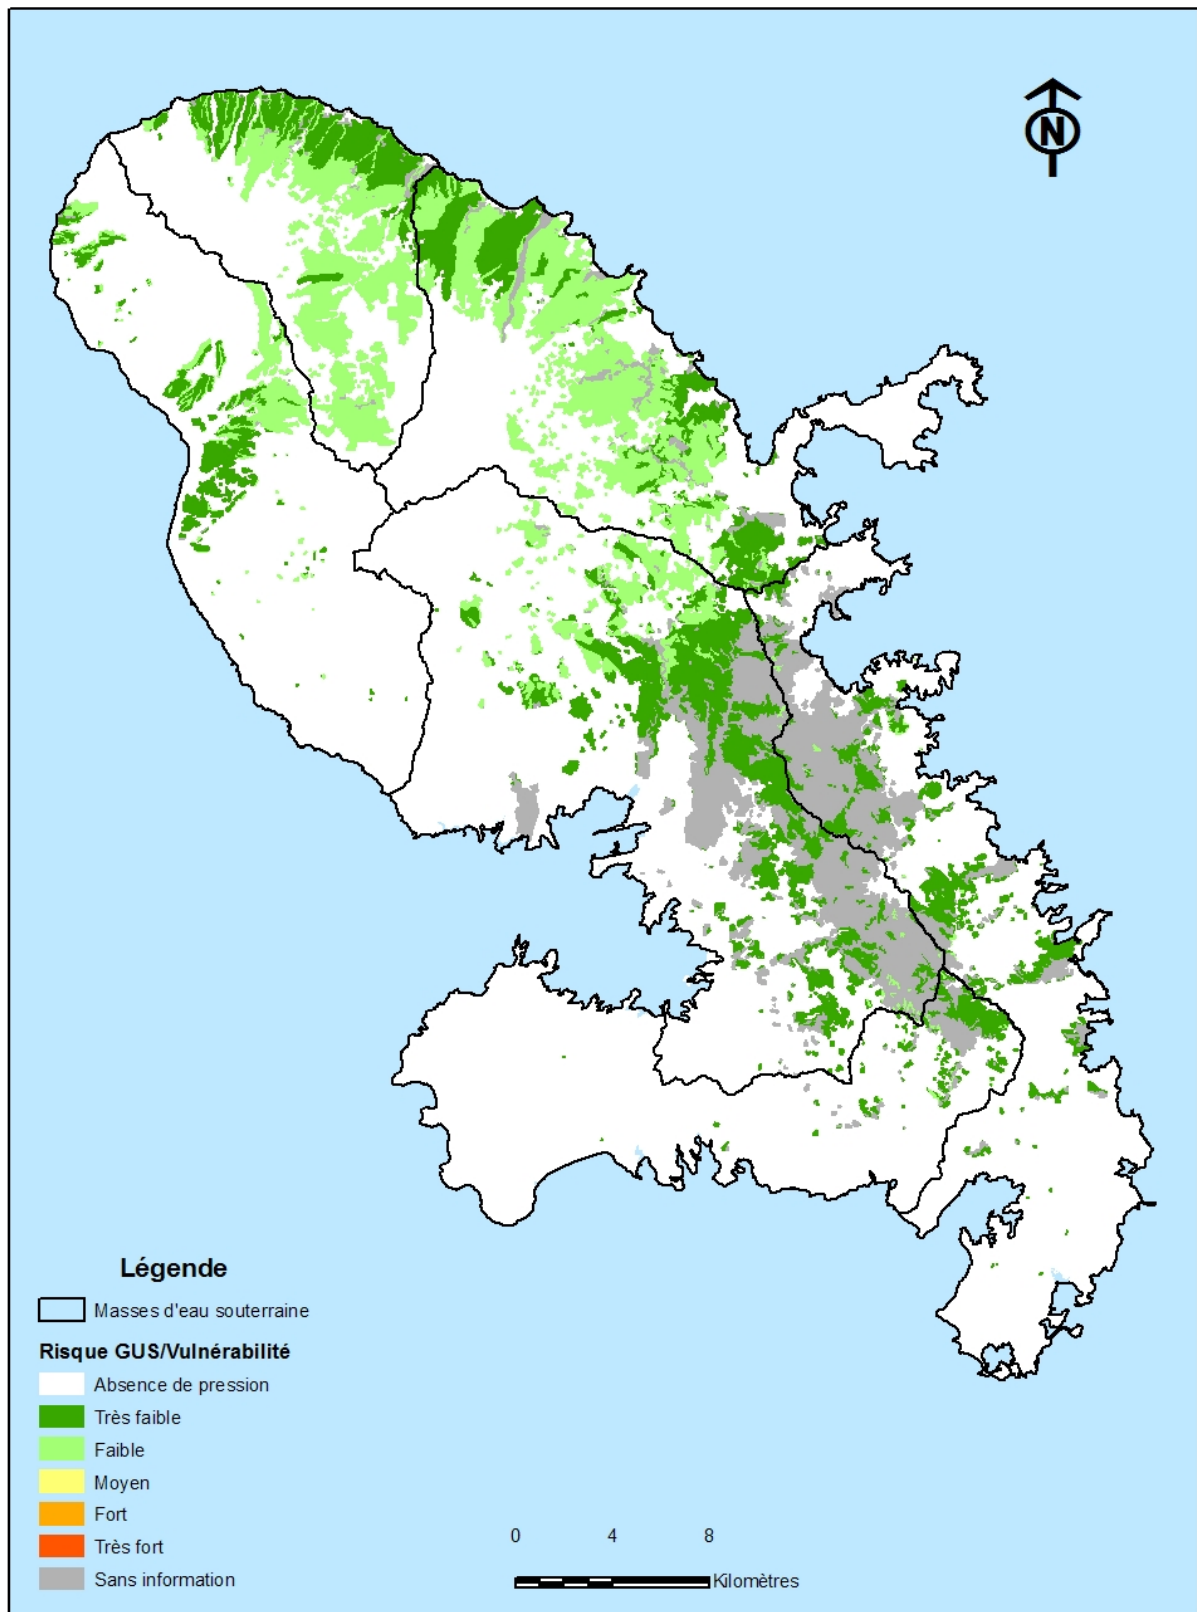 N
Légende
Masses d'eau souterraine
Risque GUS/Vulnérabilité
Absence de pression
Très faible
Faible
Moyen
Fort
Très fort
Sans information
0 4 8
Kilomètres